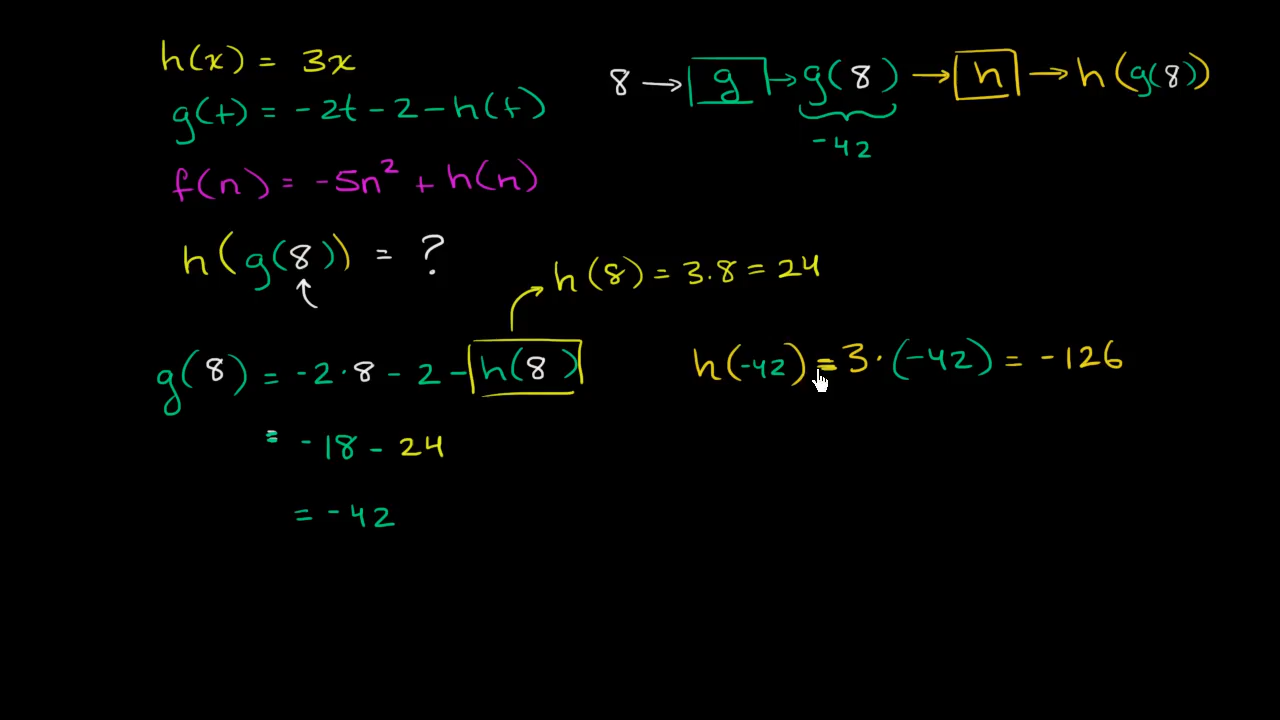 h(x) = 3x
8 → g → g(8) → h → h(g(8))
g(t) = -2t - 2 - h(t)
-42
f(n) = -5n² + h(n)
h(g(8)) = ?
h(8) = 3·8 = 24
g(8) = -2·8 - 2 - h(8)
h(-42) = 3·(-42) = -126
= -18 - 24
= -42